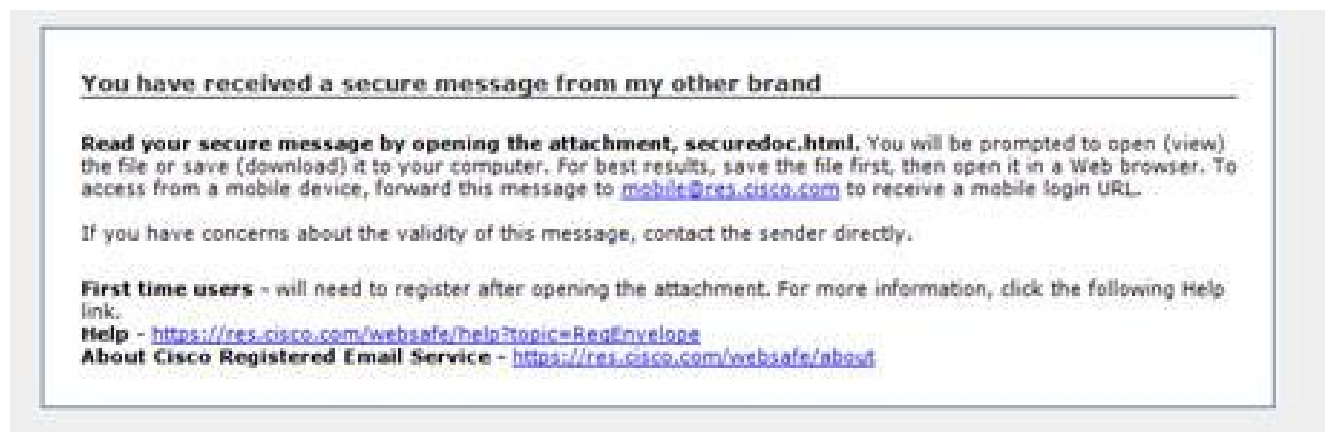 You have received a secure message from my other brand
Read your secure message by opening the attachment, securedoc.html. You will be prompted to open (view)
the file or save (download) it to your computer. For best results, save the file first, then open it in a Web browser. To
access from a mobile device, forward this message to mobile@res.cisco.com to receive a mobile login URL.
If you have concerns about the validity of this message, contact the sender directly.
First time users - will need to register after opening the attachment. For more information, click the following Help
link.
Help - https://res.cisco.com/websafe/help?topic=RegEnvelope
About Cisco Registered Email Service - https://res.cisco.com/websafe/about